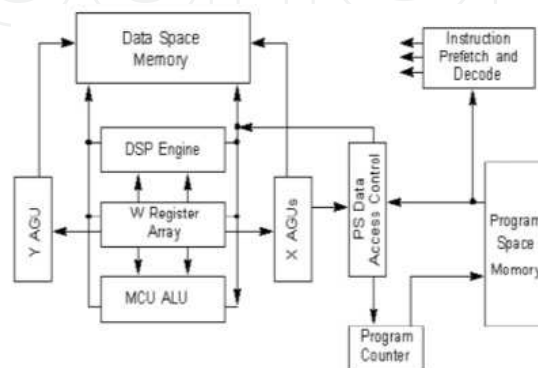 Data Space
Memory
Instruction
Prefetch and
Decode
DSP Engine
Y AGU
W Register
Array
X AGUs
PS Data
Access Control
Program
Space
Memory
MCU ALU
Program
Counter